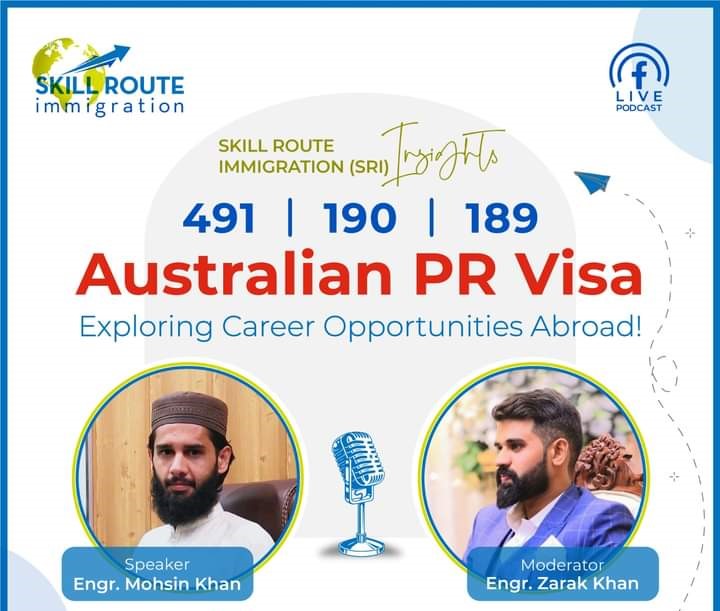 SKILL ROUTE
immigration
LIVE
PODCAST
SKILL ROUTE
IMMIGRATION (SRI) Insights
491 | 190 | 189
Australian PR Visa
Exploring Career Opportunities Abroad!
Speaker
Engr. Mohsin Khan
Moderator
Engr. Zarak Khan